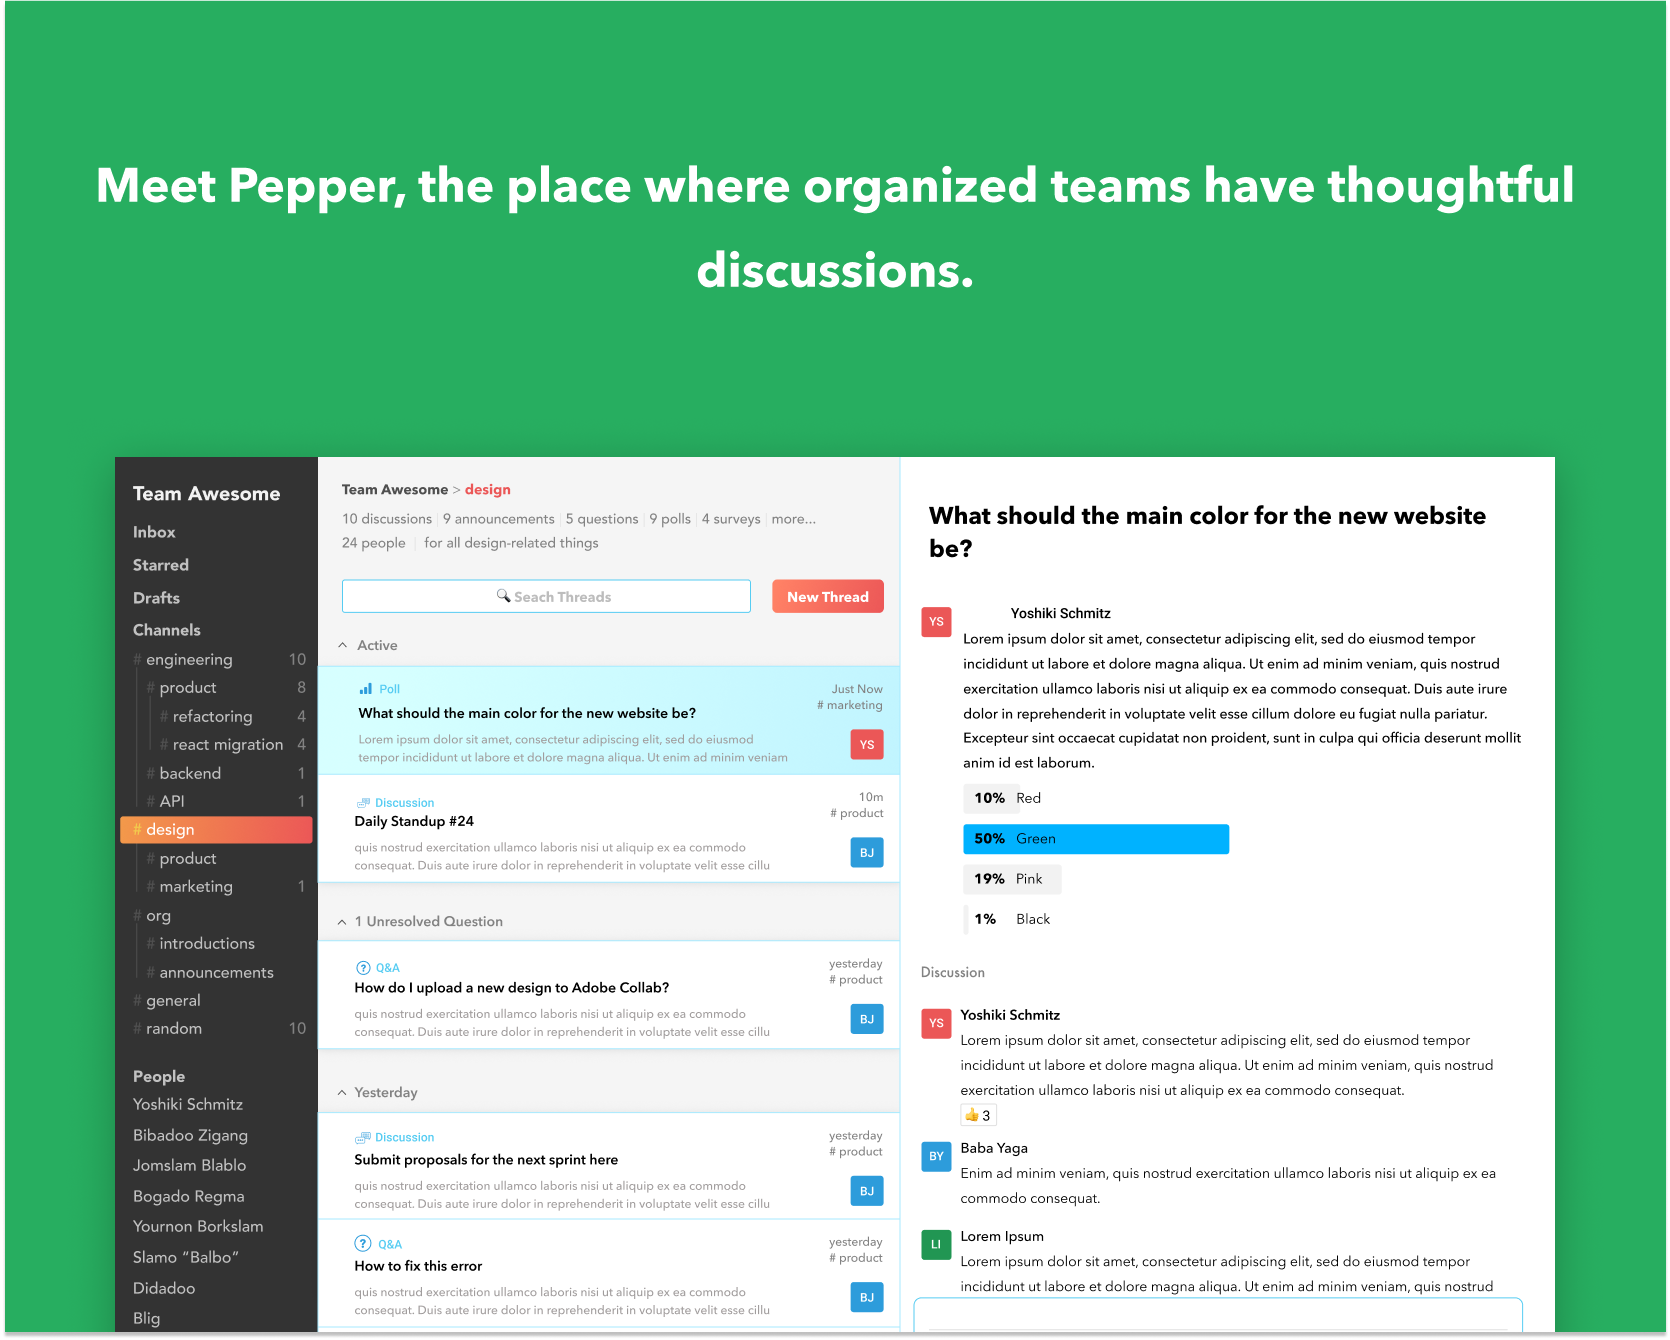 Meet Pepper, the place where organized teams have thoughtful
discussions.
Team Awesome
Inbox
Starred
Drafts
Channels
# engineering 10
# product 8
# refactoring 4
# react migration 4
# backend 1
# API 1
# design
# product
# marketing 1
# org
# introductions
# announcements
# general
# random 10
People
Yoshiki Schmitz
Bibadoo Zigang
Jomslam Blablo
Bogado Regma
Yournon Borkslam
Slamo “Balbo”
Didadoo
Blig
Team Awesome > design
10 discussions 9 announcements 5 questions 9 polls 4 surveys more...
24 people for all design-related things
Seach Threads
New Thread
Active
Poll
Just Now
# marketing
What should the main color for the new website be?
Lorem ipsum dolor sit amet, consectetur adipiscing elit, sed do eiusmod
tempor incididunt ut labore et dolore magna aliqua. Ut enim ad minim veniam
YS
Discussion
10m
# product
Daily Standup #24
quis nostrud exercitation ullamco laboris nisi ut aliquip ex ea commodo
consequat. Duis aute irure dolor in reprehenderit in voluptate velit esse cillu
BJ
1 Unresolved Question
Q&A
yesterday
# product
How do I upload a new design to Adobe Collab?
quis nostrud exercitation ullamco laboris nisi ut aliquip ex ea commodo
consequat. Duis aute irure dolor in reprehenderit in voluptate velit esse cillu
BJ
Yesterday
Discussion
yesterday
# product
Submit proposals for the next sprint here
quis nostrud exercitation ullamco laboris nisi ut aliquip ex ea commodo
consequat. Duis aute irure dolor in reprehenderit in voluptate velit esse cillu
BJ
Q&A
yesterday
# product
How to fix this error
quis nostrud exercitation ullamco laboris nisi ut aliquip ex ea commodo
consequat. Duis aute irure dolor in reprehenderit in voluptate velit esse cillu
BJ
What should the main color for the new website
be?
YS
Yoshiki Schmitz
Lorem ipsum dolor sit amet, consectetur adipiscing elit, sed do eiusmod tempor
incididunt ut labore et dolore magna aliqua. Ut enim ad minim veniam, quis nostrud
exercitation ullamco laboris nisi ut aliquip ex ea commodo consequat. Duis aute irure
dolor in reprehenderit in voluptate velit esse cillum dolore eu fugiat nulla pariatur.
Excepteur sint occaecat cupidatat non proident, sunt in culpa qui officia deserunt mollit
anim id est laborum.
10% Red
50% Green
19% Pink
1% Black
Discussion
YS
Yoshiki Schmitz
Lorem ipsum dolor sit amet, consectetur adipiscing elit, sed do eiusmod tempor
incididunt ut labore et dolore magna aliqua. Ut enim ad minim veniam, quis nostrud
exercitation ullamco laboris nisi ut aliquip ex ea commodo consequat.
👍 3
BY
Baba Yaga
Enim ad minim veniam, quis nostrud exercitation ullamco laboris nisi ut aliquip ex ea
commodo consequat.
LI
Lorem Ipsum
Lorem ipsum dolor sit amet, consectetur adipiscing elit, sed do eiusmod tempor
incididunt ut labore et dolore magna aliqua. Ut enim ad minim veniam, quis nostrud